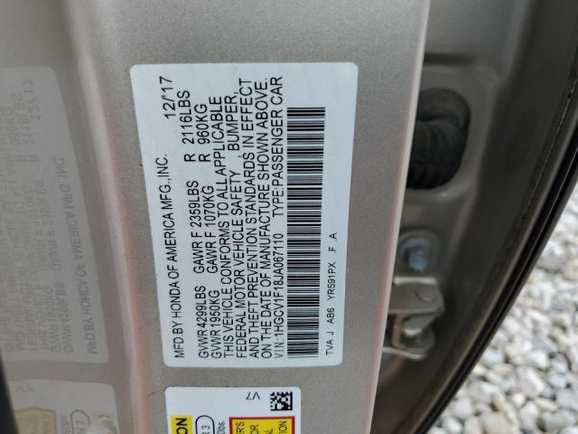 MFD.BY HONDA OF AMERICA MFG.,INC. 12/'17
GVWR 4299LBS GAWR F 2359LBS R 2116LBS
GVWR 1950KG GAWR F 1070KG R 960KG
THIS VEHICLE CONFORMS TO ALL APPLICABLE
FEDERAL MOTOR VEHICLE SAFETY , BUMPER,
AND THEFT PREVENTION STANDARDS IN EFFECT
ON THE DATE OF MANUFACTURE SHOWN ABOVE.
V.I.N.:1HGCV1F18JA067110 TYPE:PASSENGER CAR
TVA J AB6 YR591PX F A
V7